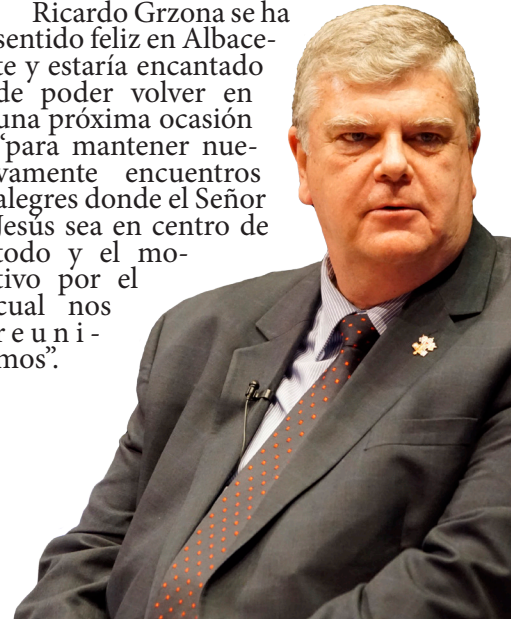 Ricardo Grzona se ha
sentido feliz en Albace-
te y estaría encantado
de poder volver en
una próxima ocasión
“para mantener nue-
vamente encuentros
alegres donde el Señor
Jesús sea en centro de
todo y el mo-
tivo por el
cual nos
reuni-
mos”.